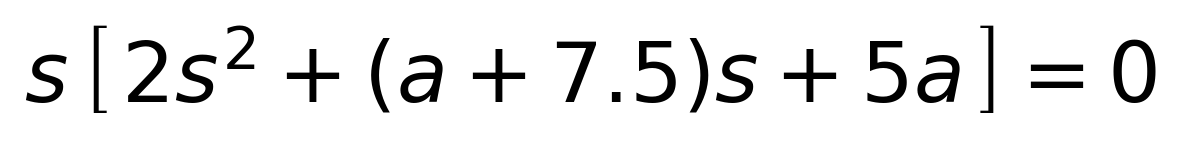 s [ 2s² + (a + 7.5)s + 5a ] = 0